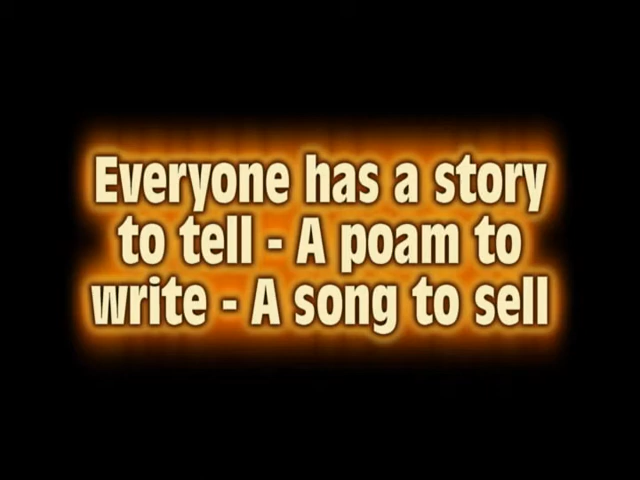 Everyone has a story
to tell - A poam to
write - A song to sell